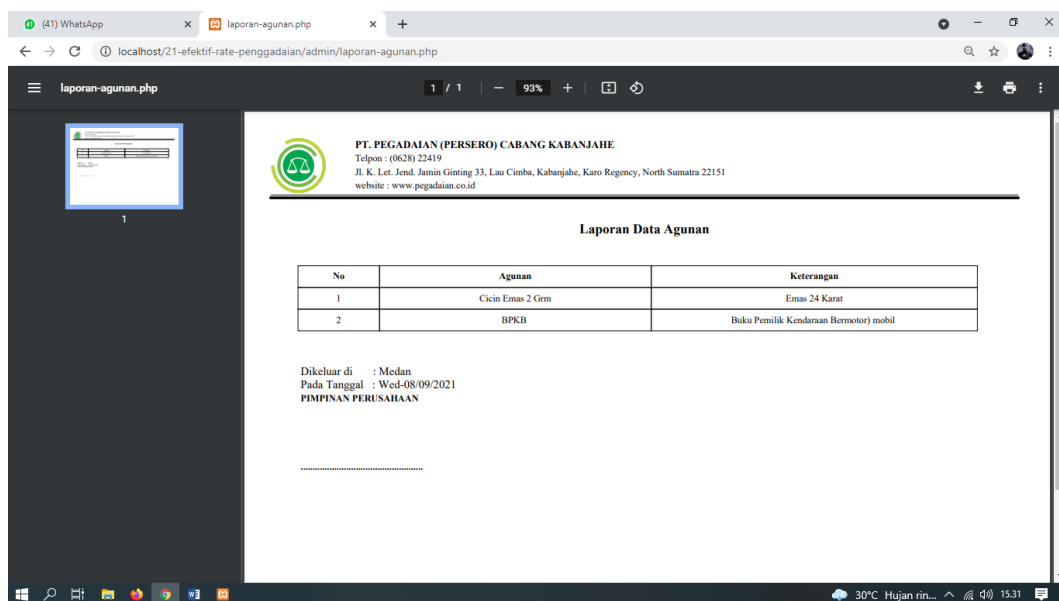 (41) WhatsApp
laporan-agunan.php
localhost/21-efektif-rate-penggadaian/admin/laporan-agunan.php
laporan-agunan.php
1 / 1
93%
1
PT. PEGADAIAN (PERSERO) CABANG KABANJAHE
Telpon : (0628) 22419
Jl. K. Let. Jend. Jamin Ginting 33, Lau Cimba, Kabanjahe, Karo Regency, North Sumatra 22151
website : www.pegadaian.co.id
Laporan Data Agunan
No Agunan Keterangan
1 Cicin Emas 2 Grm Emas 24 Karat
2 BPKB Buku Pemilik Kendaraan Bermotor) mobil
Dikeluar di : Medan
Pada Tanggal : Wed-08/09/2021
PIMPINAN PERUSAHAAN
30°C Hujan rin... 15.31